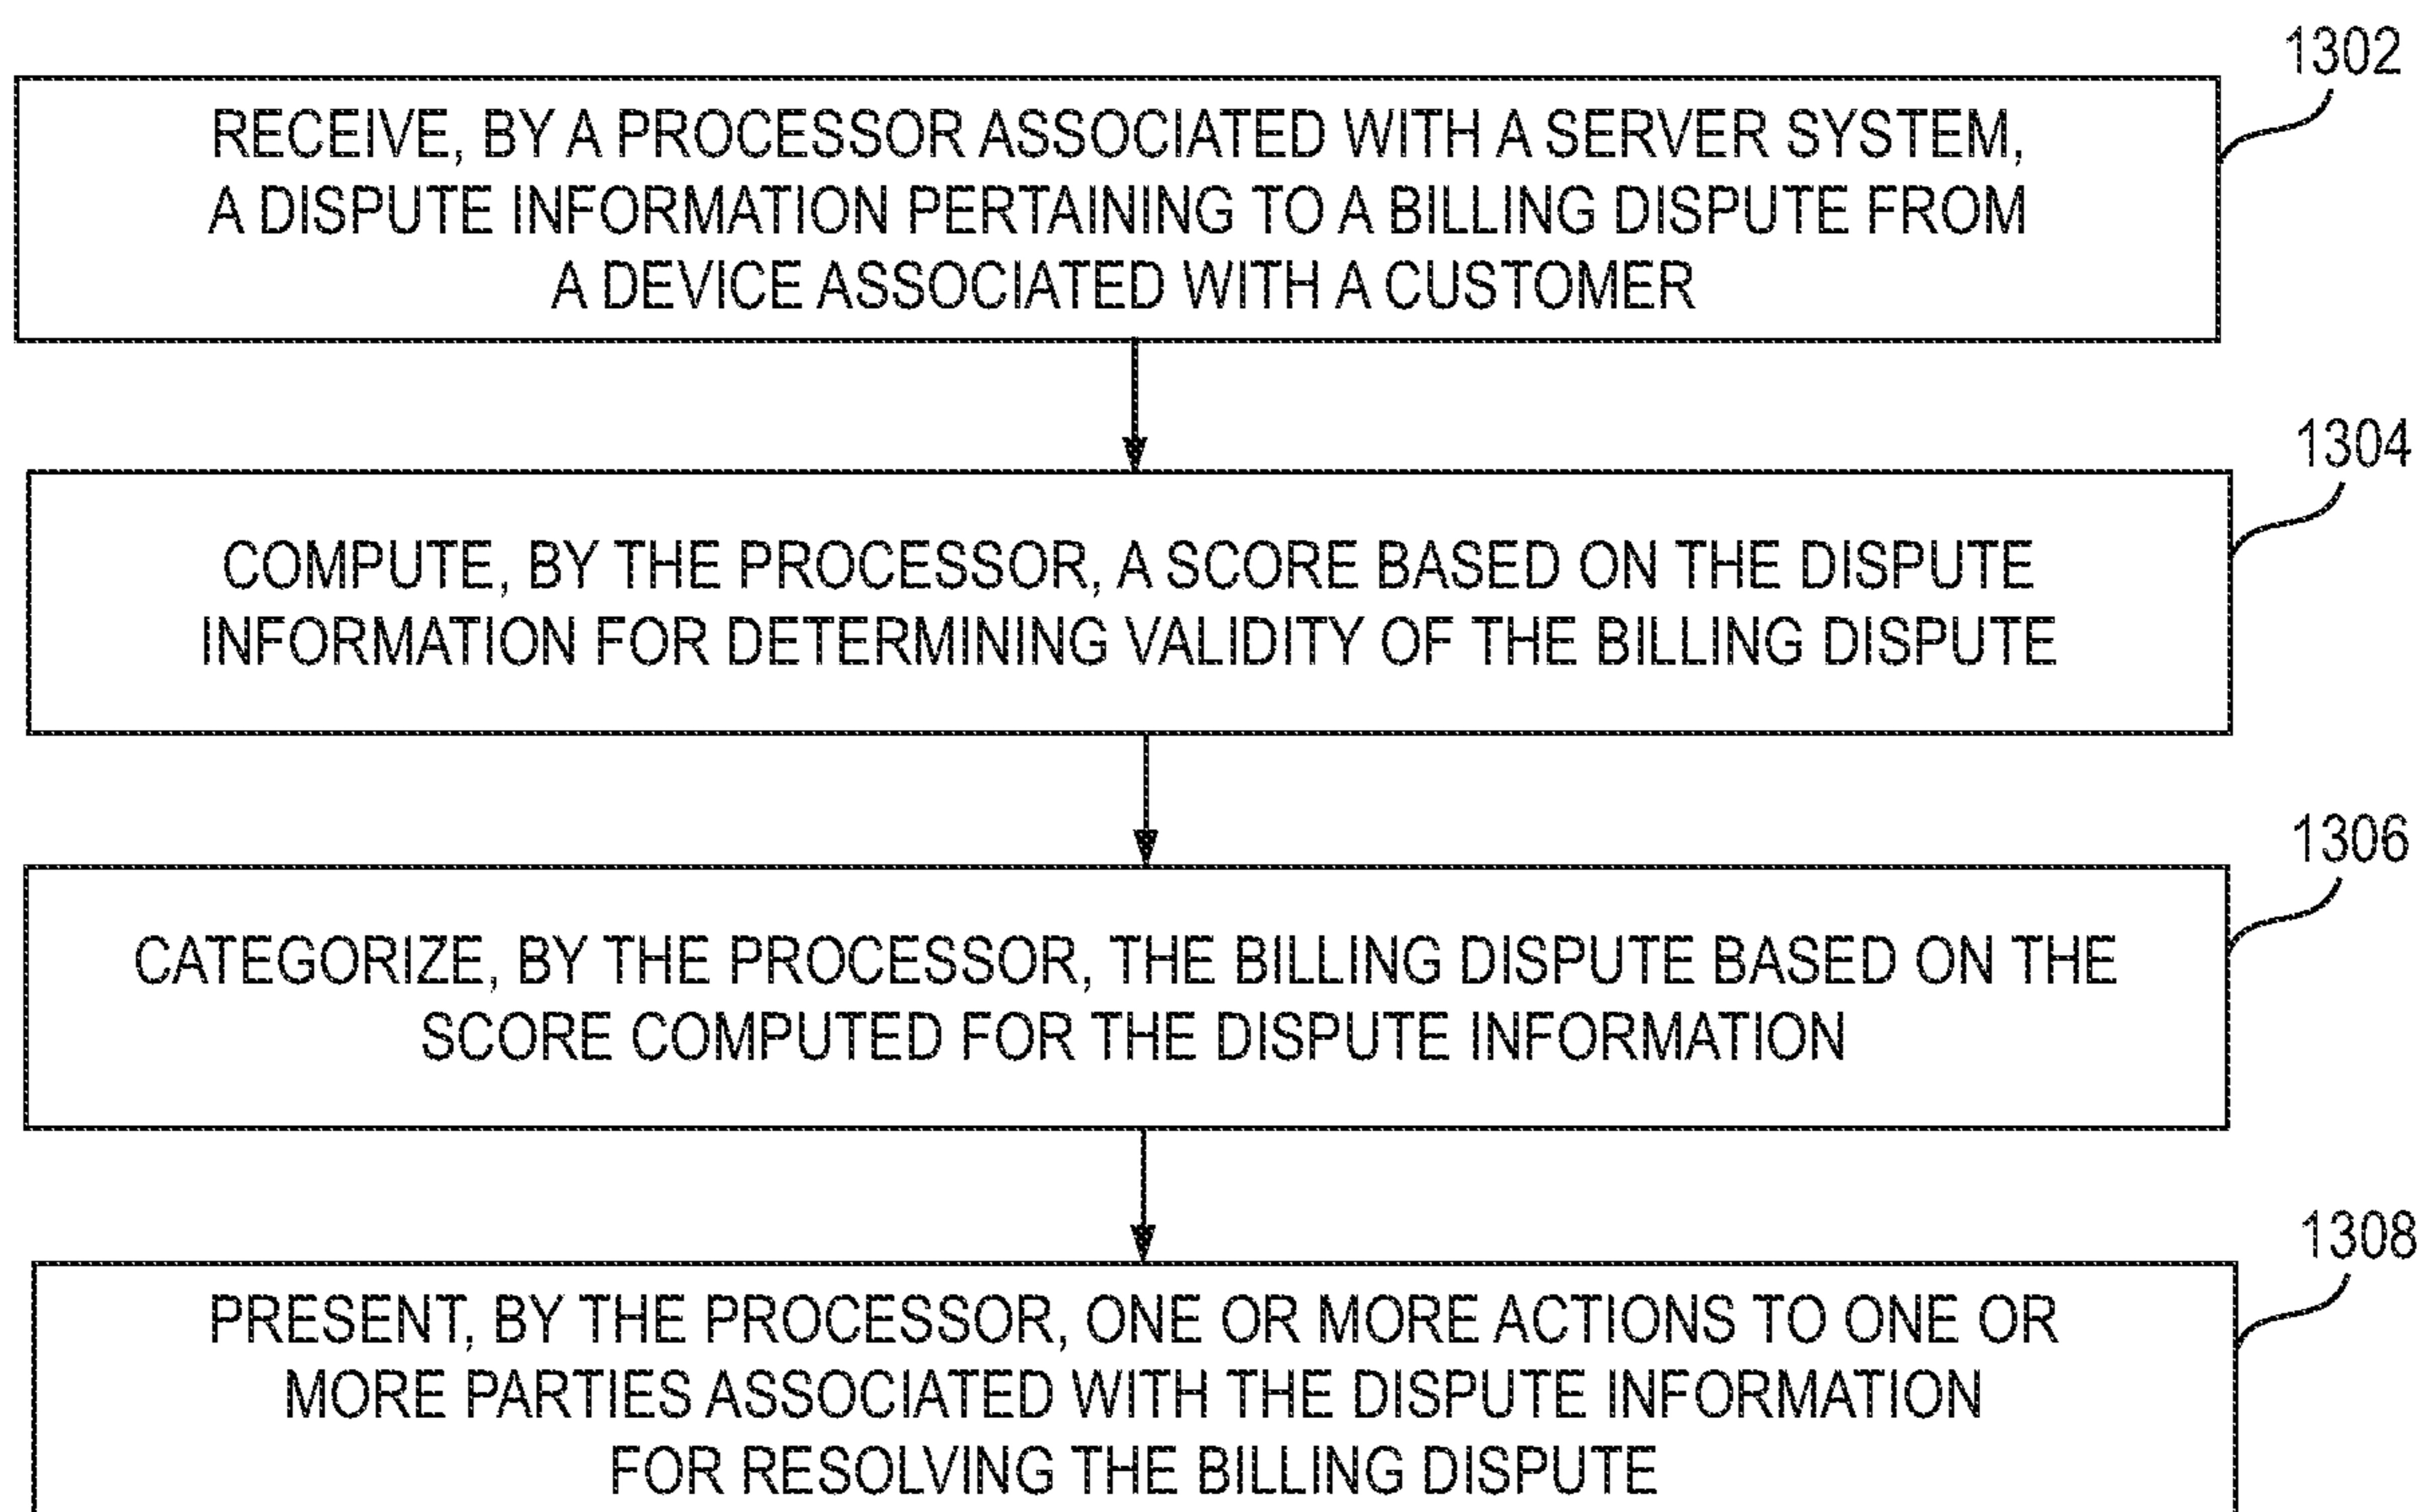 1302
RECEIVE, BY A PROCESSOR ASSOCIATED WITH A SERVER SYSTEM,
A DISPUTE INFORMATION PERTAINING TO A BILLING DISPUTE FROM
A DEVICE ASSOCIATED WITH A CUSTOMER
1304
COMPUTE, BY THE PROCESSOR, A SCORE BASED ON THE DISPUTE
INFORMATION FOR DETERMINING VALIDITY OF THE BILLING DISPUTE
1306
CATEGORIZE, BY THE PROCESSOR, THE BILLING DISPUTE BASED ON THE
SCORE COMPUTED FOR THE DISPUTE INFORMATION
1308
PRESENT, BY THE PROCESSOR, ONE OR MORE ACTIONS TO ONE OR
MORE PARTIES ASSOCIATED WITH THE DISPUTE INFORMATION
FOR RESOLVING THE BILLING DISPUTE